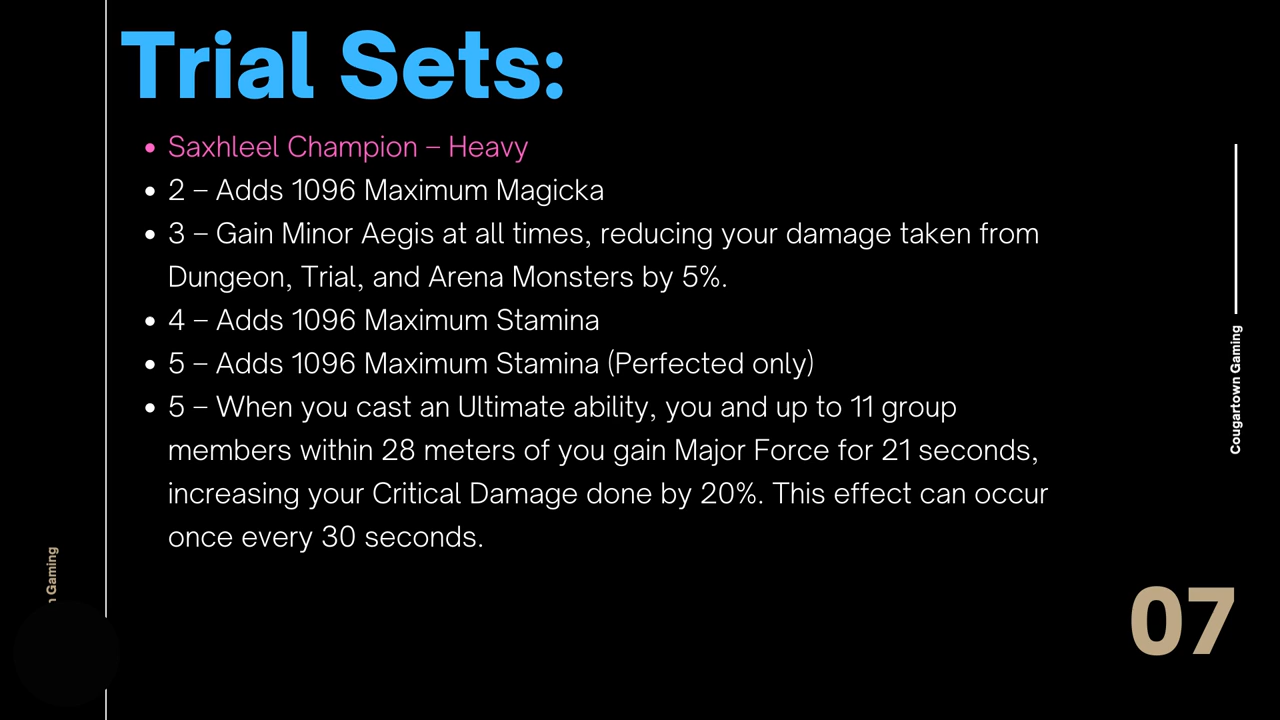 Trial Sets:
• Saxhleel Champion – Heavy
• 2 – Adds 1096 Maximum Magicka
• 3 – Gain Minor Aegis at all times, reducing your damage taken from
Dungeon, Trial, and Arena Monsters by 5%.
• 4 – Adds 1096 Maximum Stamina
• 5 – Adds 1096 Maximum Stamina (Perfected only)
• 5 – When you cast an Ultimate ability, you and up to 11 group
members within 28 meters of you gain Major Force for 21 seconds,
increasing your Critical Damage done by 20%. This effect can occur
once every 30 seconds.
Cougartown Gaming
Gaming
07